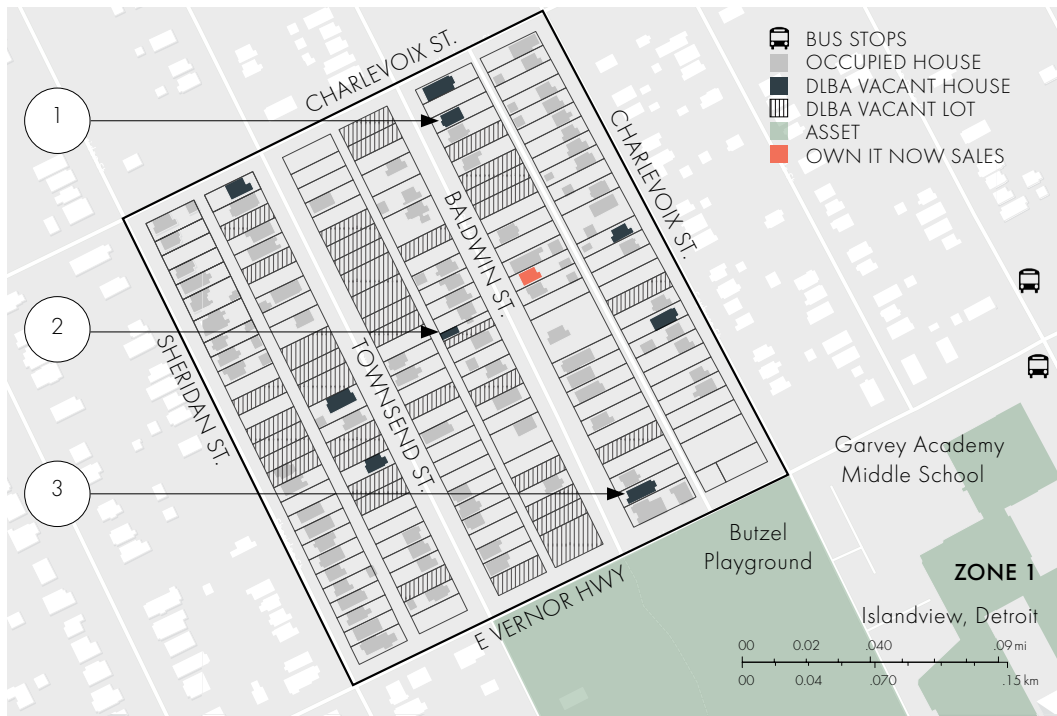 CHARLEVOIX ST.
BUS STOPS
OCCUPIED HOUSE
DLBA VACANT HOUSE
DLBA VACANT LOT
ASSET
OWN IT NOW SALES
1
CHARLEVOIX ST.
BALDWIN ST.
2
SHERIDAN ST.
TOWNSEND ST.
3
Garvey Academy
Middle School
Butzel
Playground
E VERNOR HWY
ZONE 1
Islandview, Detroit
00 0.02 .040 .09 mi
00 0.04 .070 .15 km